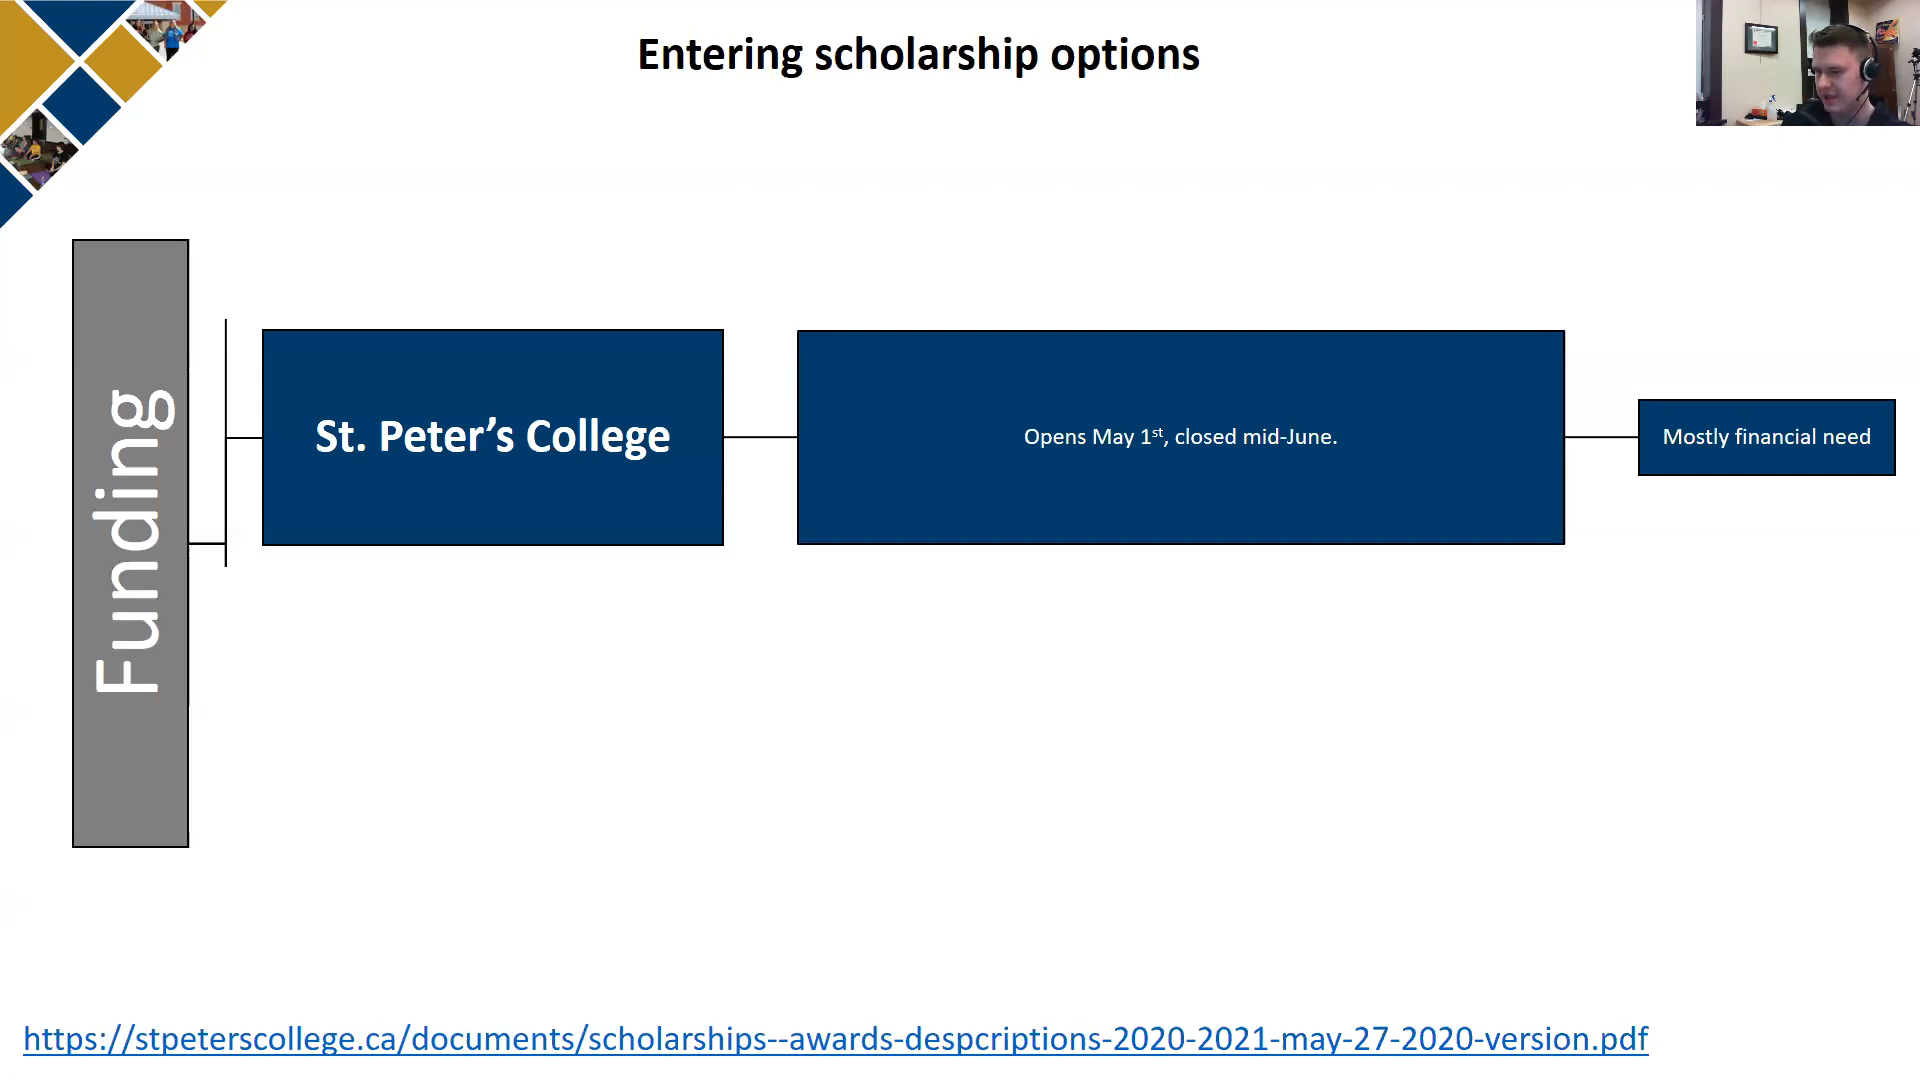 Entering scholarship options
Funding
St. Peter’s College
Opens May 1st, closed mid-June.
Mostly financial need
https://stpeterscollege.ca/documents/scholarships--awards-despcriptions-2020-2021-may-27-2020-version.pdf